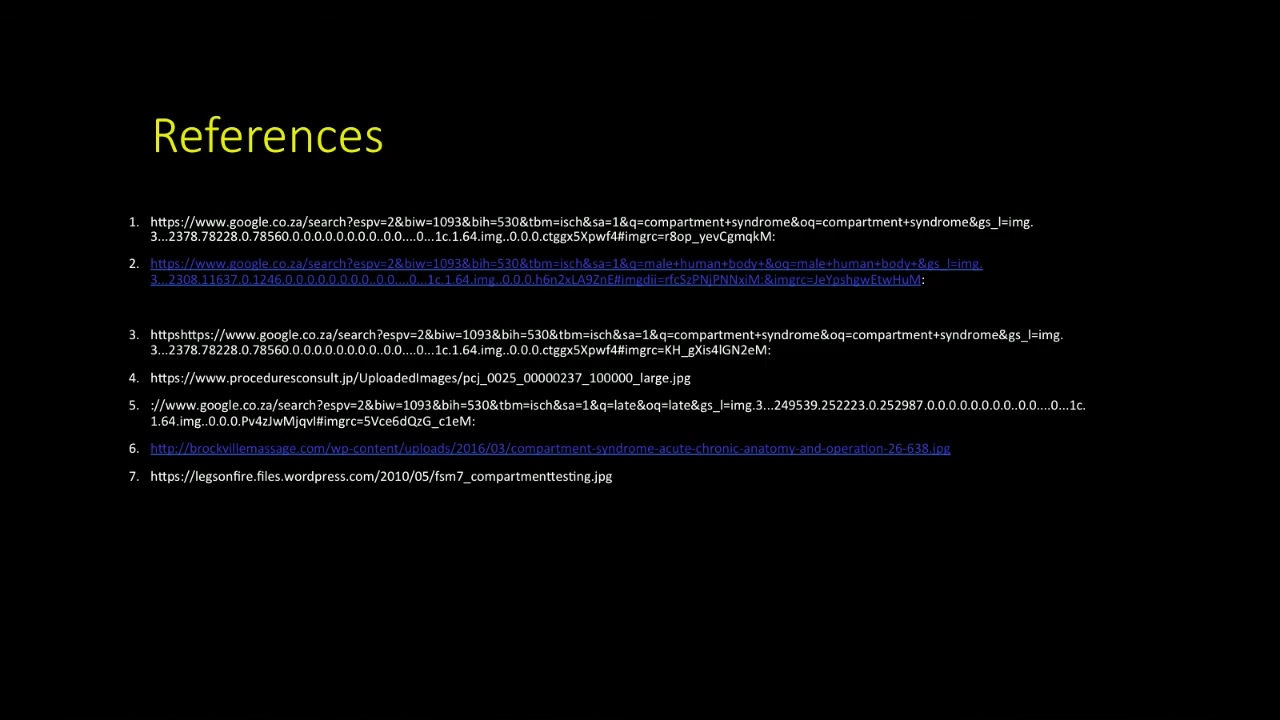 References
1. https://www.google.co.za/search?espv=2&biw=1093&bih=530&tbm=isch&sa=1&q=compartment+syndrome&oq=compartment+syndrome&gs_l=img.
3...2378.78228.0.78560.0.0.0.0.0.0.0.0..0.0....0...1c.1.64.img..0.0.0.ctggx5Xpwf4#imgrc=r8op_yevCgmqkM:
2. https://www.google.co.za/search?espv=2&biw=1093&bih=530&tbm=isch&sa=1&q=male+human+body+&oq=male+human+body+&gs_l=img.
3...2308.11637.0.1246.0.0.0.0.0.0.0.0..0.0....0...1c.1.64.img..0.0.0.h6n2xLA9ZnE#imgdii=rfcSzPNjPNNxiM:&imgrc=JeYpshgwEtwHuM:
3. httpshttps://www.google.co.za/search?espv=2&biw=1093&bih=530&tbm=isch&sa=1&q=compartment+syndrome&oq=compartment+syndrome&gs_l=img.
3...2378.78228.0.78560.0.0.0.0.0.0.0.0..0.0....0...1c.1.64.img..0.0.0.ctggx5Xpwf4#imgrc=KH_gXis4lGN2eM:
4. https://www.proceduresconsult.jp/UploadedImages/pcj_0025_00000237_100000_large.jpg
5. ://www.google.co.za/search?espv=2&biw=1093&bih=530&tbm=isch&sa=1&q=late&oq=late&gs_l=img.3...249539.252223.0.252987.0.0.0.0.0.0.0.0..0.0....0...1c.
1.64.img..0.0.0.Pv4zJwMjqvI#imgrc=5Vce6dQzG_c1eM:
6. http://brockvillemassage.com/wp-content/uploads/2016/03/compartment-syndrome-acute-chronic-anatomy-and-operation-26-638.jpg
7. https://legsonfire.files.wordpress.com/2010/05/fsm7_compartmenttesting.jpg